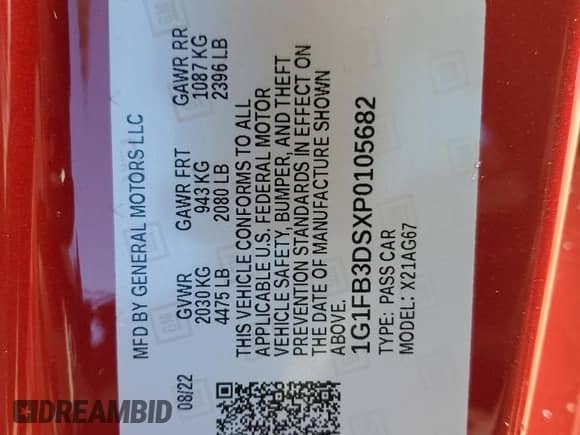 MFD BY GENERAL MOTORS LLC
08/22 GVWR GAWR FRT GAWR RR
2030 KG 943 KG 1087 KG
4475 LB 2080 LB 2396 LB
THIS VEHICLE CONFORMS TO ALL
APPLICABLE U.S. FEDERAL MOTOR
VEHICLE SAFETY, BUMPER, AND THEFT
PREVENTION STANDARDS IN EFFECT ON
THE DATE OF MANUFACTURE SHOWN
ABOVE.
1G1FB3DSXP0105682
TYPE: PASS CAR
MODEL: X21AG67
DREAMBID